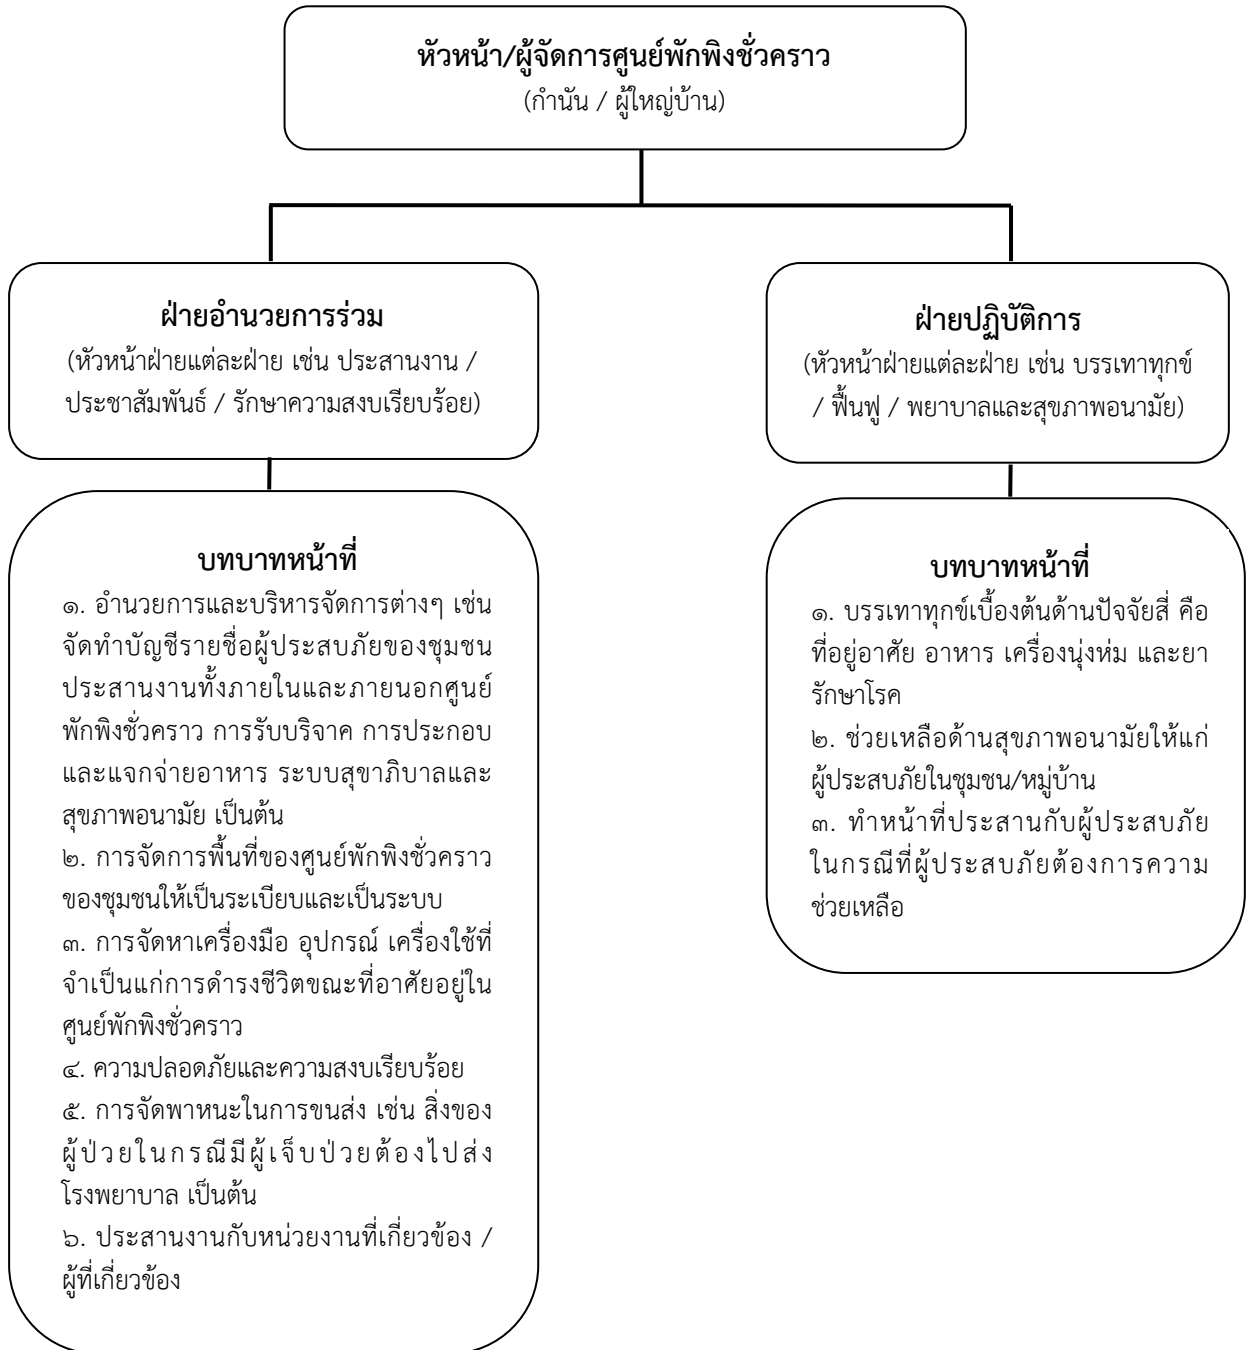 หัวหน้า/ผู้จัดการศูนย์พักพิงชั่วคราว
(กำนัน / ผู้ใหญ่บ้าน)
ฝ่ายอำนวยการร่วม
(หัวหน้าฝ่ายแต่ละฝ่าย เช่น ประสานงาน /
ประชาสัมพันธ์ / รักษาความสงบเรียบร้อย)
บทบาทหน้าที่
๑. อำนวยการและบริหารจัดการต่างๆ เช่น
จัดทำบัญชีรายชื่อผู้ประสบภัยของชุมชน
ประสานงานทั้งภายในและภายนอกศูนย์
พักพิงชั่วคราว การรับบริจาค การประกอบ
และแจกจ่ายอาหาร ระบบสุขาภิบาลและ
สุขภาพอนามัย เป็นต้น
๒. การจัดการพื้นที่ของศูนย์พักพิงชั่วคราว
ของชุมชนให้เป็นระเบียบและเป็นระบบ
๓. การจัดหาเครื่องมือ อุปกรณ์ เครื่องใช้ที่
จำเป็นแก่การดำรงชีวิตขณะที่อาศัยอยู่ใน
ศูนย์พักพิงชั่วคราว
๔. ความปลอดภัยและความสงบเรียบร้อย
๕. การจัดพาหนะในการขนส่ง เช่น สิ่งของ
ผู้ป่วยในกรณีมีผู้เจ็บป่วยต้องไปส่ง
โรงพยาบาล เป็นต้น
๖. ประสานงานกับหน่วยงานที่เกี่ยวข้อง /
ผู้ที่เกี่ยวข้อง
ฝ่ายปฏิบัติการ
(หัวหน้าฝ่ายแต่ละฝ่าย เช่น บรรเทาทุกข์
/ ฟื้นฟู / พยาบาลและสุขภาพอนามัย)
บทบาทหน้าที่
๑. บรรเทาทุกข์เบื้องต้นด้านปัจจัยสี่ คือ
ที่อยู่อาศัย อาหาร เครื่องนุ่งห่ม และยา
รักษาโรค
๒. ช่วยเหลือด้านสุขภาพอนามัยให้แก่
ผู้ประสบภัยในชุมชน/หมู่บ้าน
๓. ทำหน้าที่ประสานกับผู้ประสบภัย
ในกรณีที่ผู้ประสบภัยต้องการความ
ช่วยเหลือ